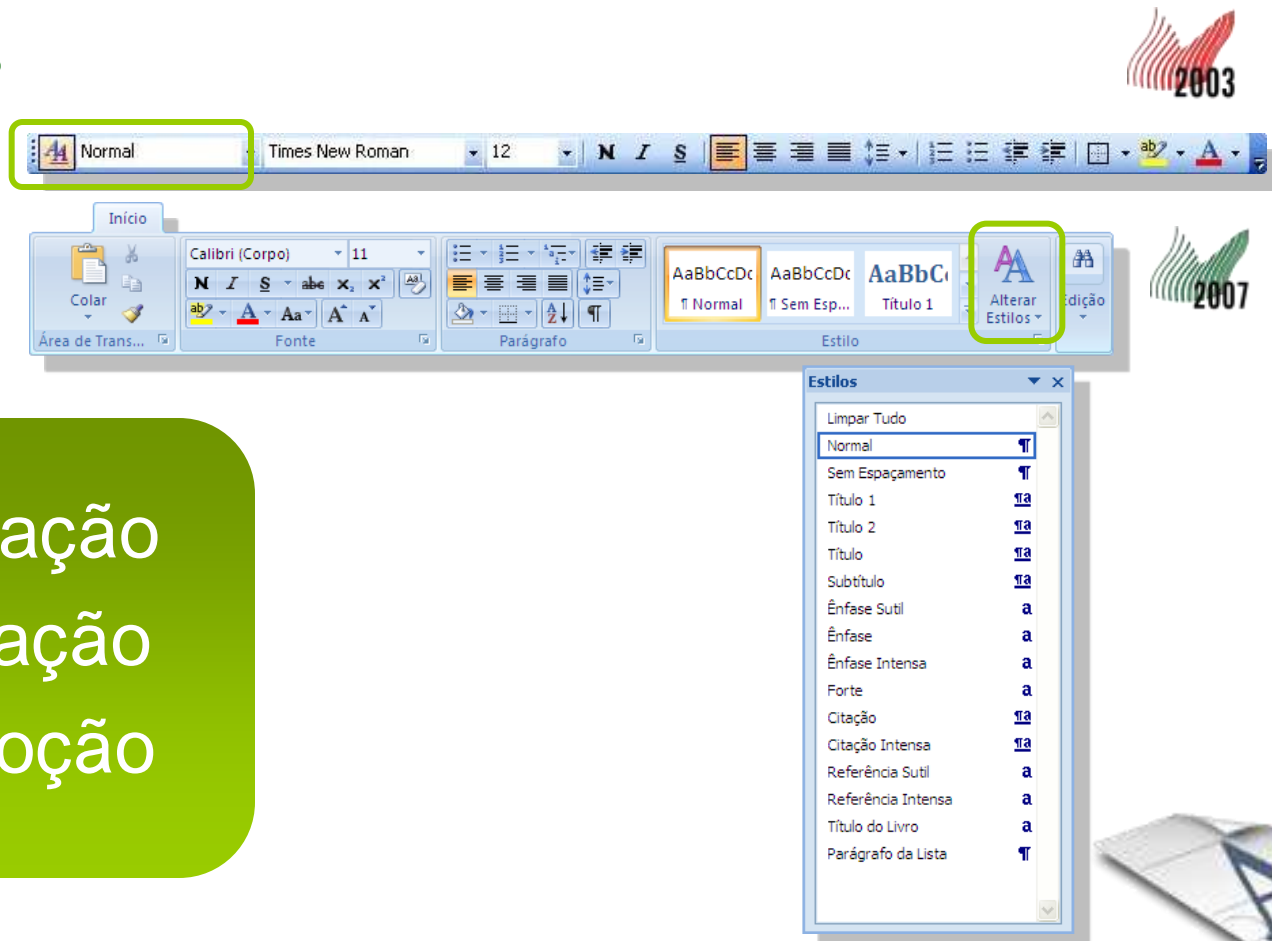 2003
Normal Times New Roman 12 N I S
Início
Calibri (Corpo) 11
N I S abe x₂ x²
Aa A A
Colar
Área de Trans...
Fonte
Parágrafo
AaBbCcDc AaBbCcDc AaBbC
¶ Normal ¶ Sem Esp... Título 1
Estilo
Alterar
Estilos
2007
Estilos
Limpar Tudo
Normal ¶
Sem Espaçamento ¶
Título 1 ¶a
Título 2 ¶a
Título ¶a
Subtítulo ¶a
Ênfase Sutil a
Ênfase a
Ênfase Intensa a
Forte a
Citação ¶a
Citação Intensa ¶a
Referência Sutil a
Referência Intensa a
Título do Livro a
Parágrafo da Lista ¶
ação
ação
oção